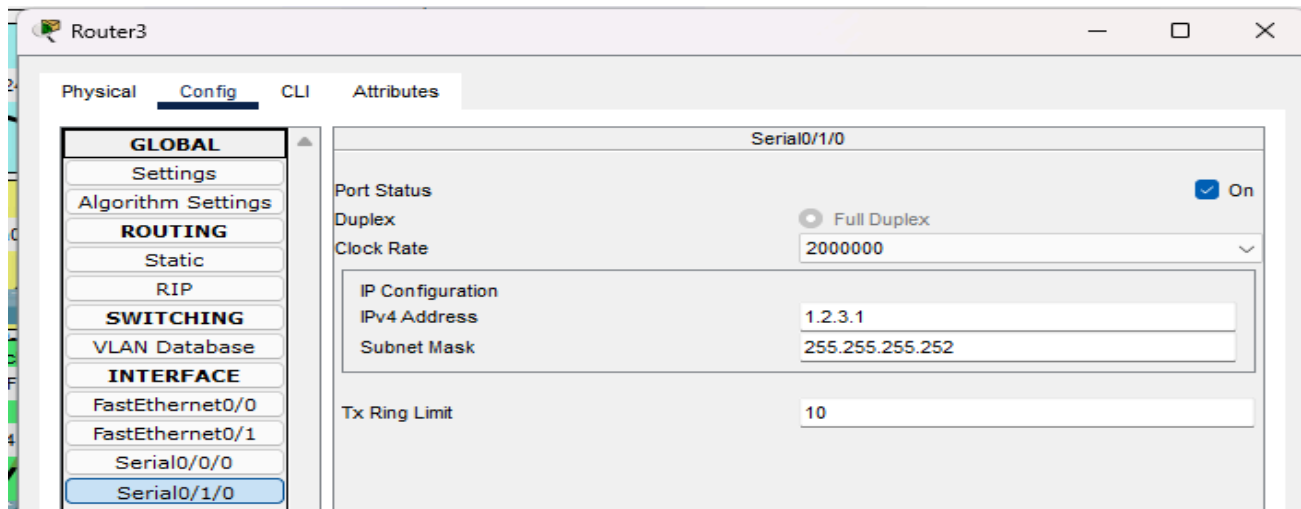 Router3
Physical Config CLI Attributes
GLOBAL
Settings
Algorithm Settings
ROUTING
Static
RIP
SWITCHING
VLAN Database
INTERFACE
FastEthernet0/0
FastEthernet0/1
Serial0/0/0
Serial0/1/0
Serial0/1/0
Port Status On
Duplex Full Duplex
Clock Rate 2000000
IP Configuration
IPv4 Address 1.2.3.1
Subnet Mask 255.255.255.252
Tx Ring Limit 10